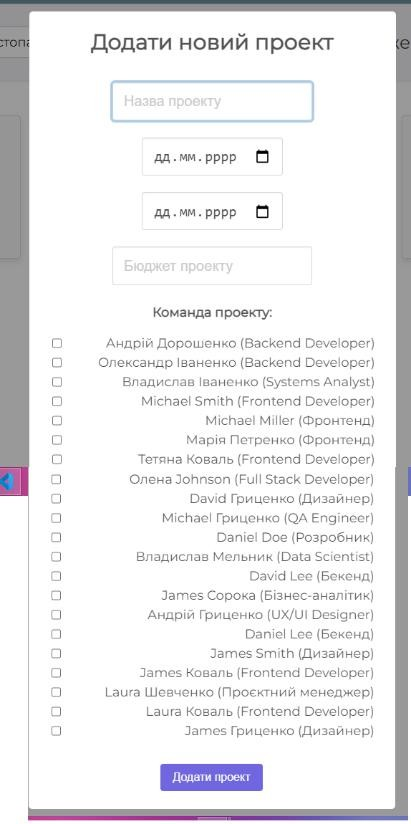 стопа
ке
Додати новий проект
Назва проекту
дд.мм.рррр
дд.мм.рррр
Бюджет проекту
Команда проекту:
Андрій Дорошенко (Backend Developer)
Олександр Іваненко (Backend Developer)
Владислав Іваненко (Systems Analyst)
Michael Smith (Frontend Developer)
Michael Miller (Фронтенд)
Марія Петренко (Фронтенд)
Тетяна Коваль (Frontend Developer)
Олена Johnson (Full Stack Developer)
David Гриценко (Дизайнер)
Michael Гриценко (QA Engineer)
Daniel Doe (Розробник)
Владислав Мельник (Data Scientist)
David Lee (Бекенд)
James Сорока (Бізнес-аналітик)
Андрій Гриценко (UX/UI Designer)
Daniel Lee (Бекенд)
James Smith (Дизайнер)
James Коваль (Frontend Developer)
Laura Шевченко (Проєктний менеджер)
Laura Коваль (Frontend Developer)
James Гриценко (Дизайнер)
Додати проект